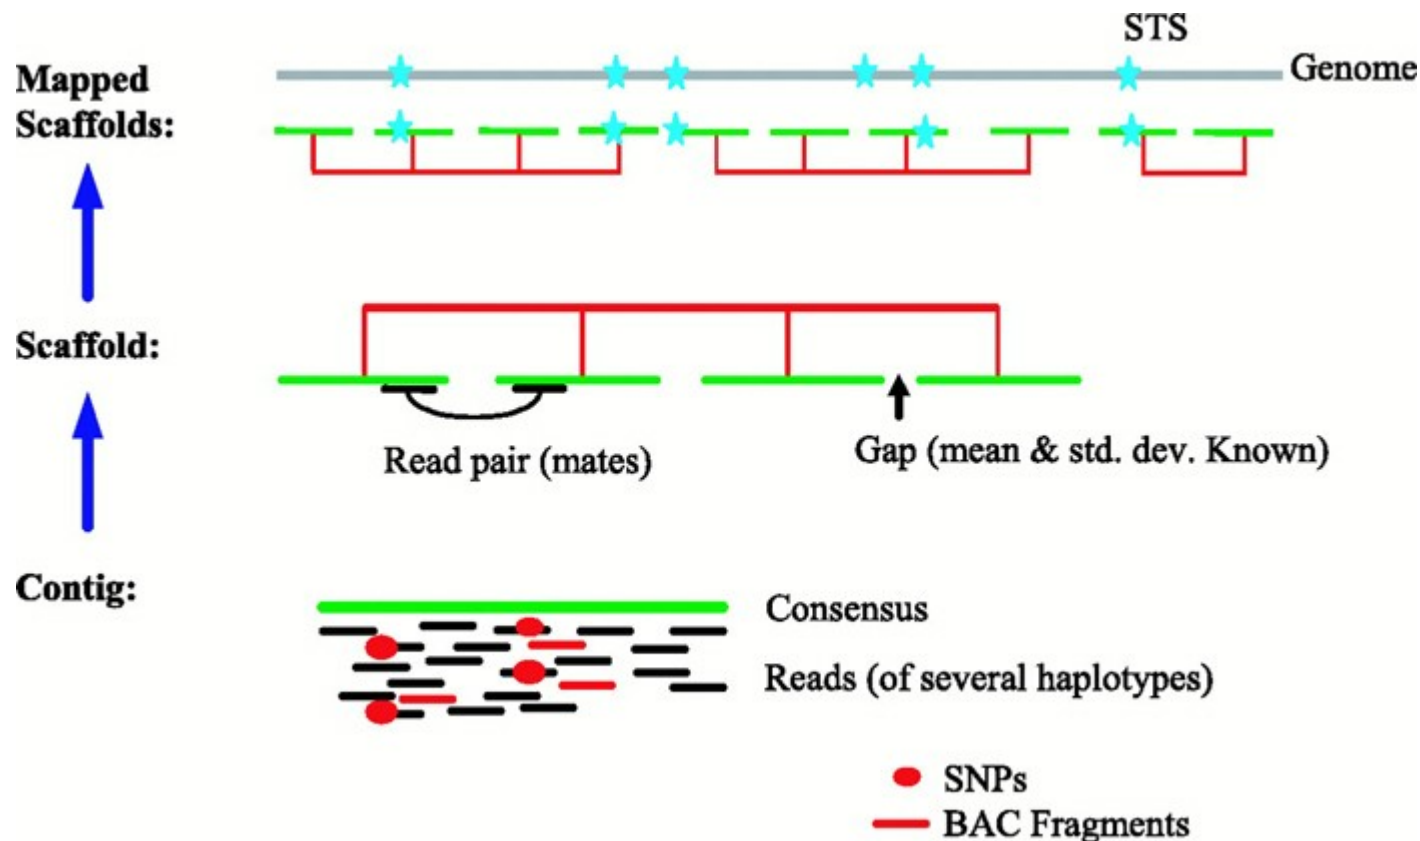 STS
Genome
Mapped
Scaffolds:
Scaffold:
Read pair (mates)
Gap (mean & std. dev. Known)
Contig:
Consensus
Reads (of several haplotypes)
SNPs
BAC Fragments